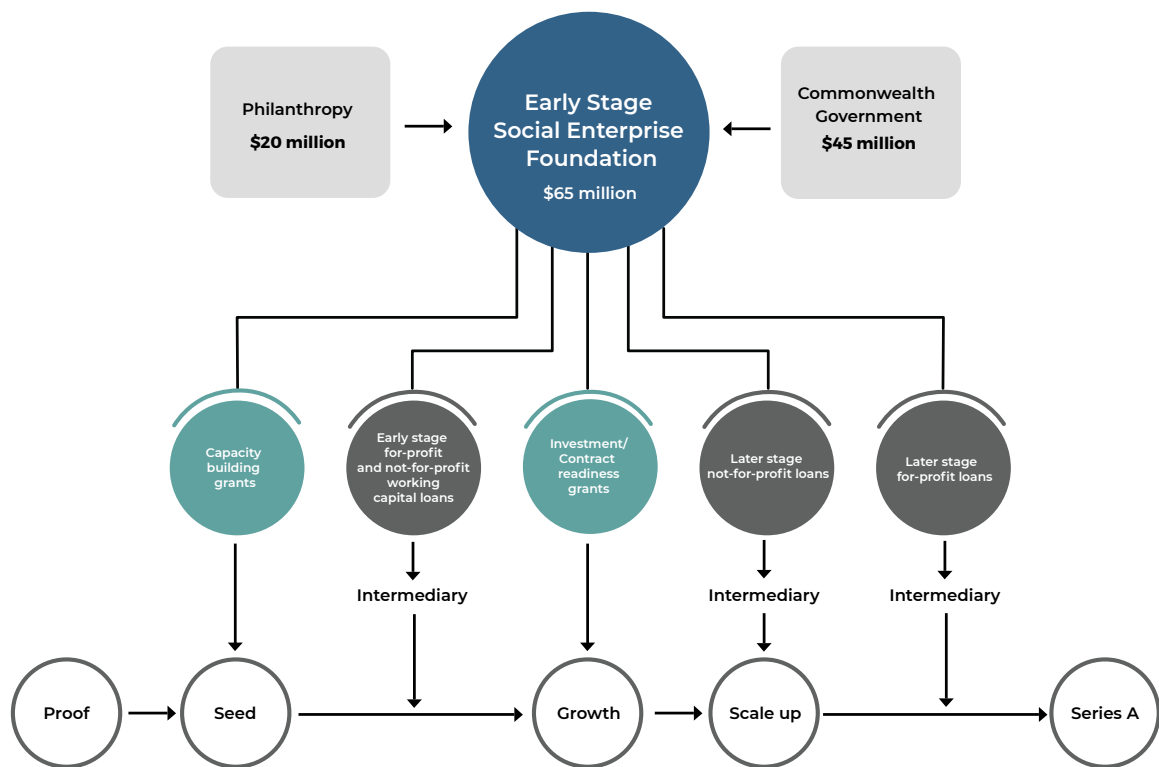 Philanthropy
$20 million
Early Stage
Social Enterprise
Foundation
$65 million
Commonwealth
Government
$45 million
Capacity
building
grants
Early stage
for-profit
and not-for-profit
working
capital loans
Investment/
Contract
readiness
grants
Later stage
not-for-profit loans
Later stage
for-profit loans
Intermediary
Intermediary
Intermediary
Proof
Seed
Growth
Scale up
Series A